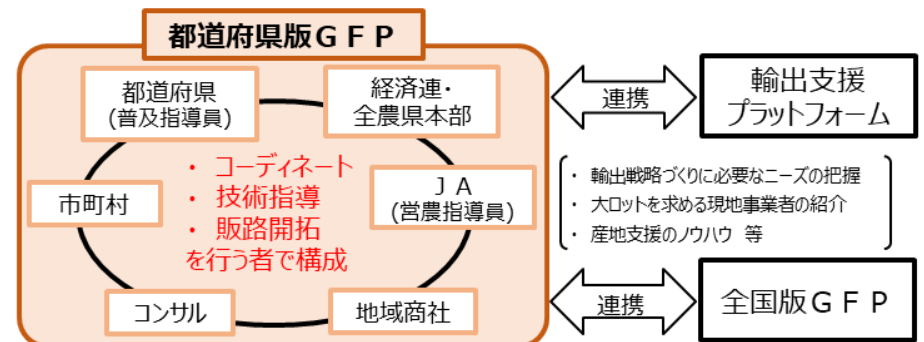 都道府県版ＧＦＰ
都道府県
(普及指導員)
経済連・
全農県本部
市町村
・ コーディネート
・ 技術指導
・ 販路開拓
を行う者で構成
ＪＡ
(営農指導員)
コンサル
地域商社
連携
輸出支援
プラットフォーム
・ 輸出戦略づくりに必要なニーズの把握
・ 大ロットを求める現地事業者の紹介
・ 産地支援のノウハウ 等
連携
全国版ＧＦＰ